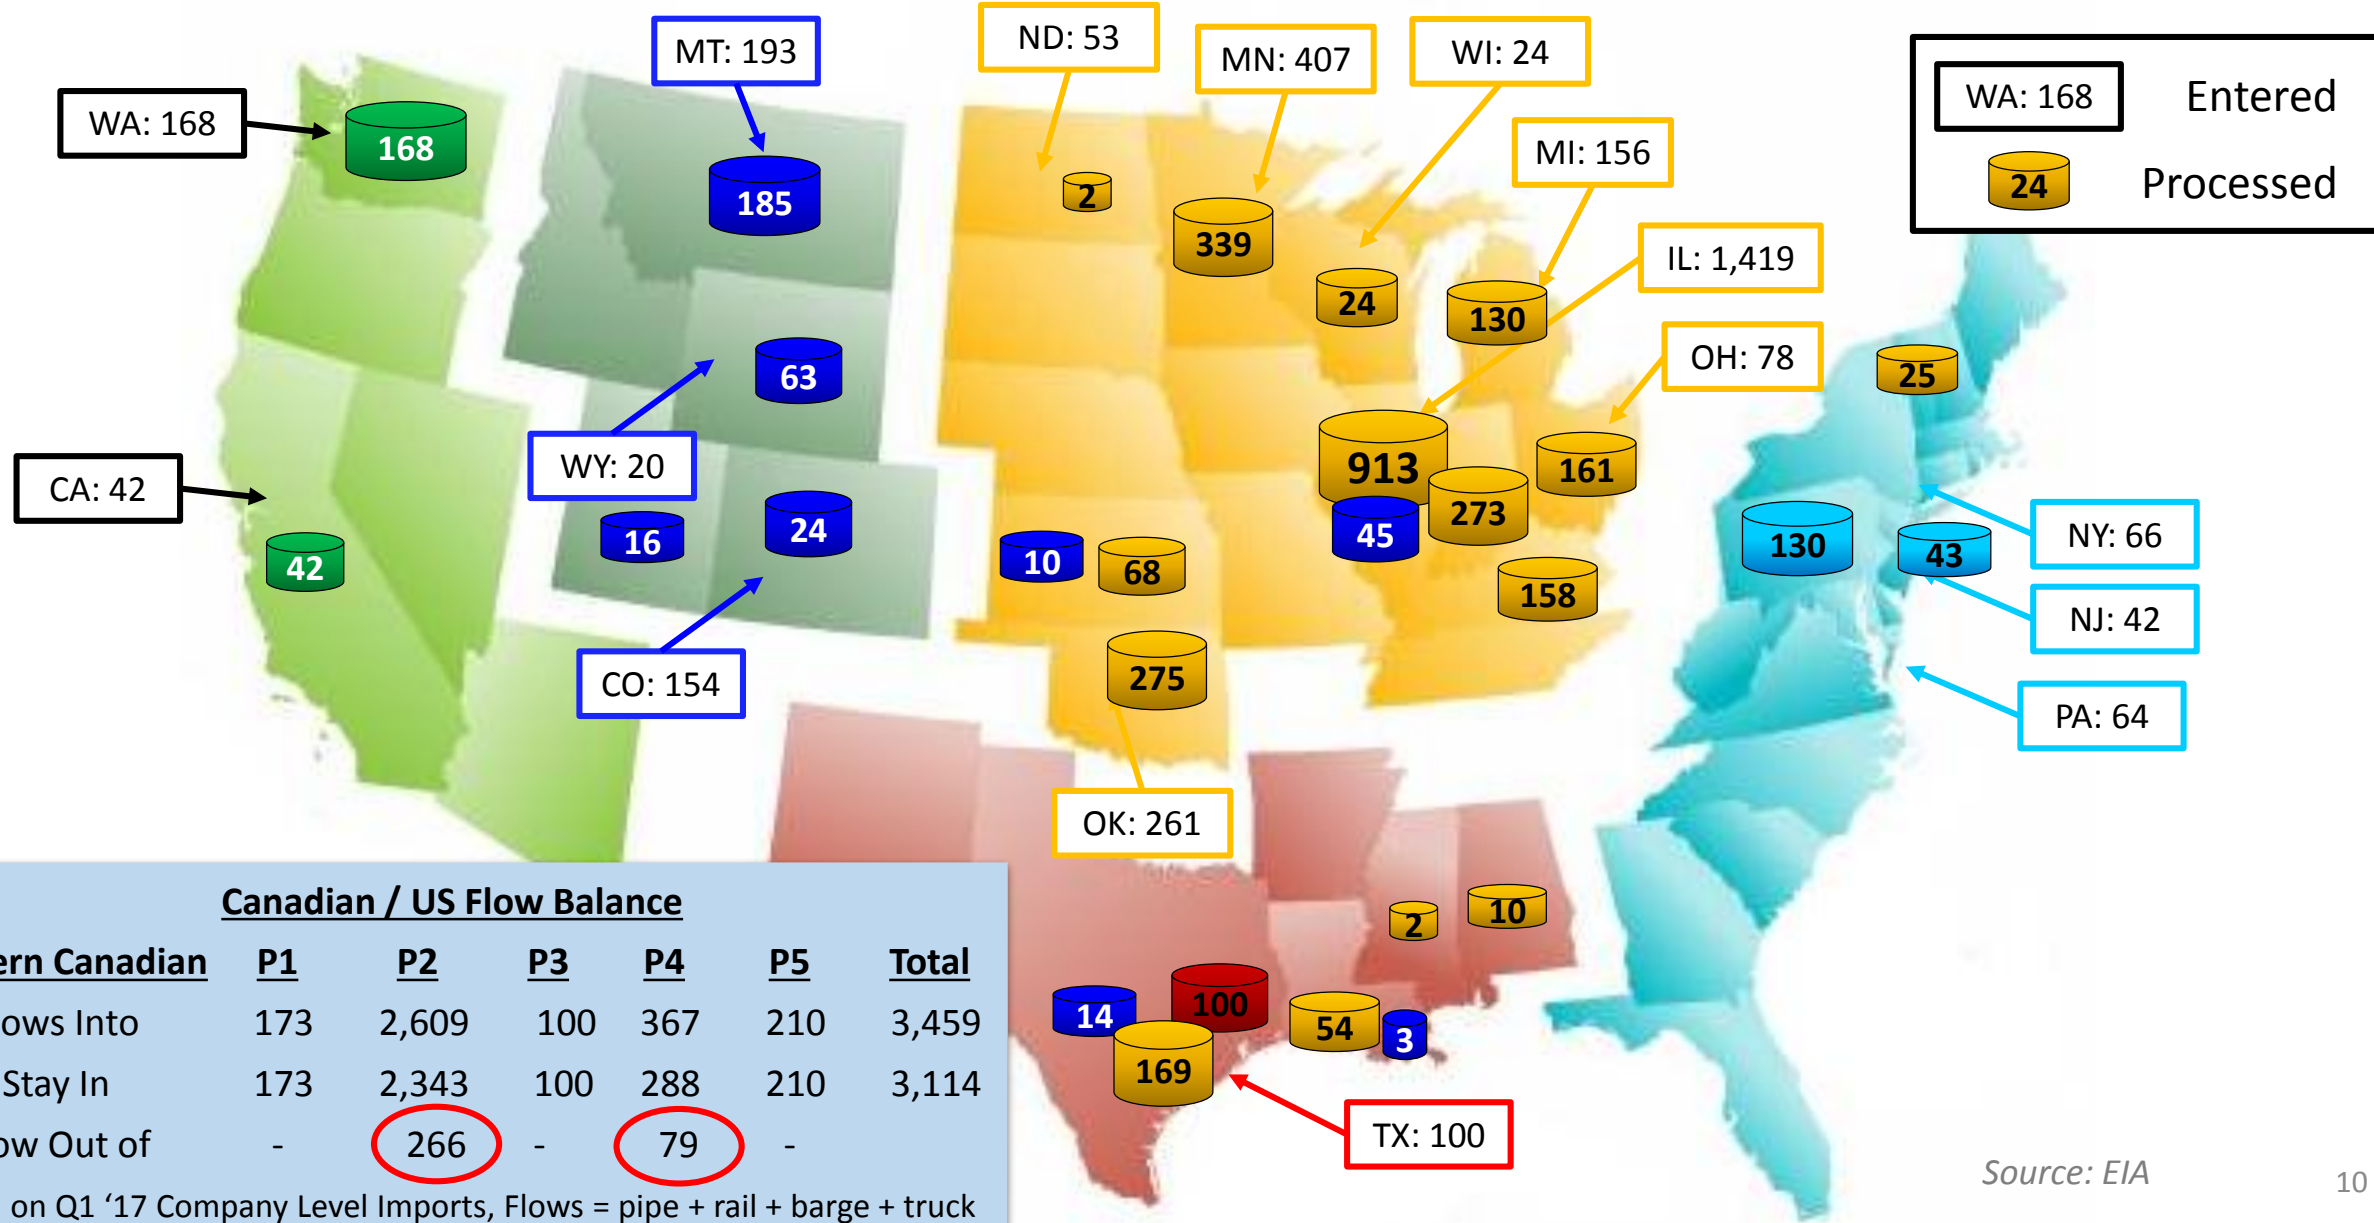 ND: 53
MT: 193
MN: 407
WI: 24
WA: 168
Entered
WA: 168
168
MI: 156
24
Processed
185
2
339
IL: 1,419
24
130
OH: 78
63
25
WY: 20
913
161
CA: 42
273
45
16
24
NY: 66
130
43
10
68
42
158
NJ: 42
275
CO: 154
PA: 64
OK: 261
2
10
14
100
54
3
169
TX: 100
Canadian / US Flow Balance
ern Canadian P1 P2 P3 P4 P5 Total
ows Into 173 2,609 100 367 210 3,459
Stay In 173 2,343 100 288 210 3,114
ow Out of - 266 - 79 -
on Q1 ‘17 Company Level Imports, Flows = pipe + rail + barge + truck
Source: EIA
10